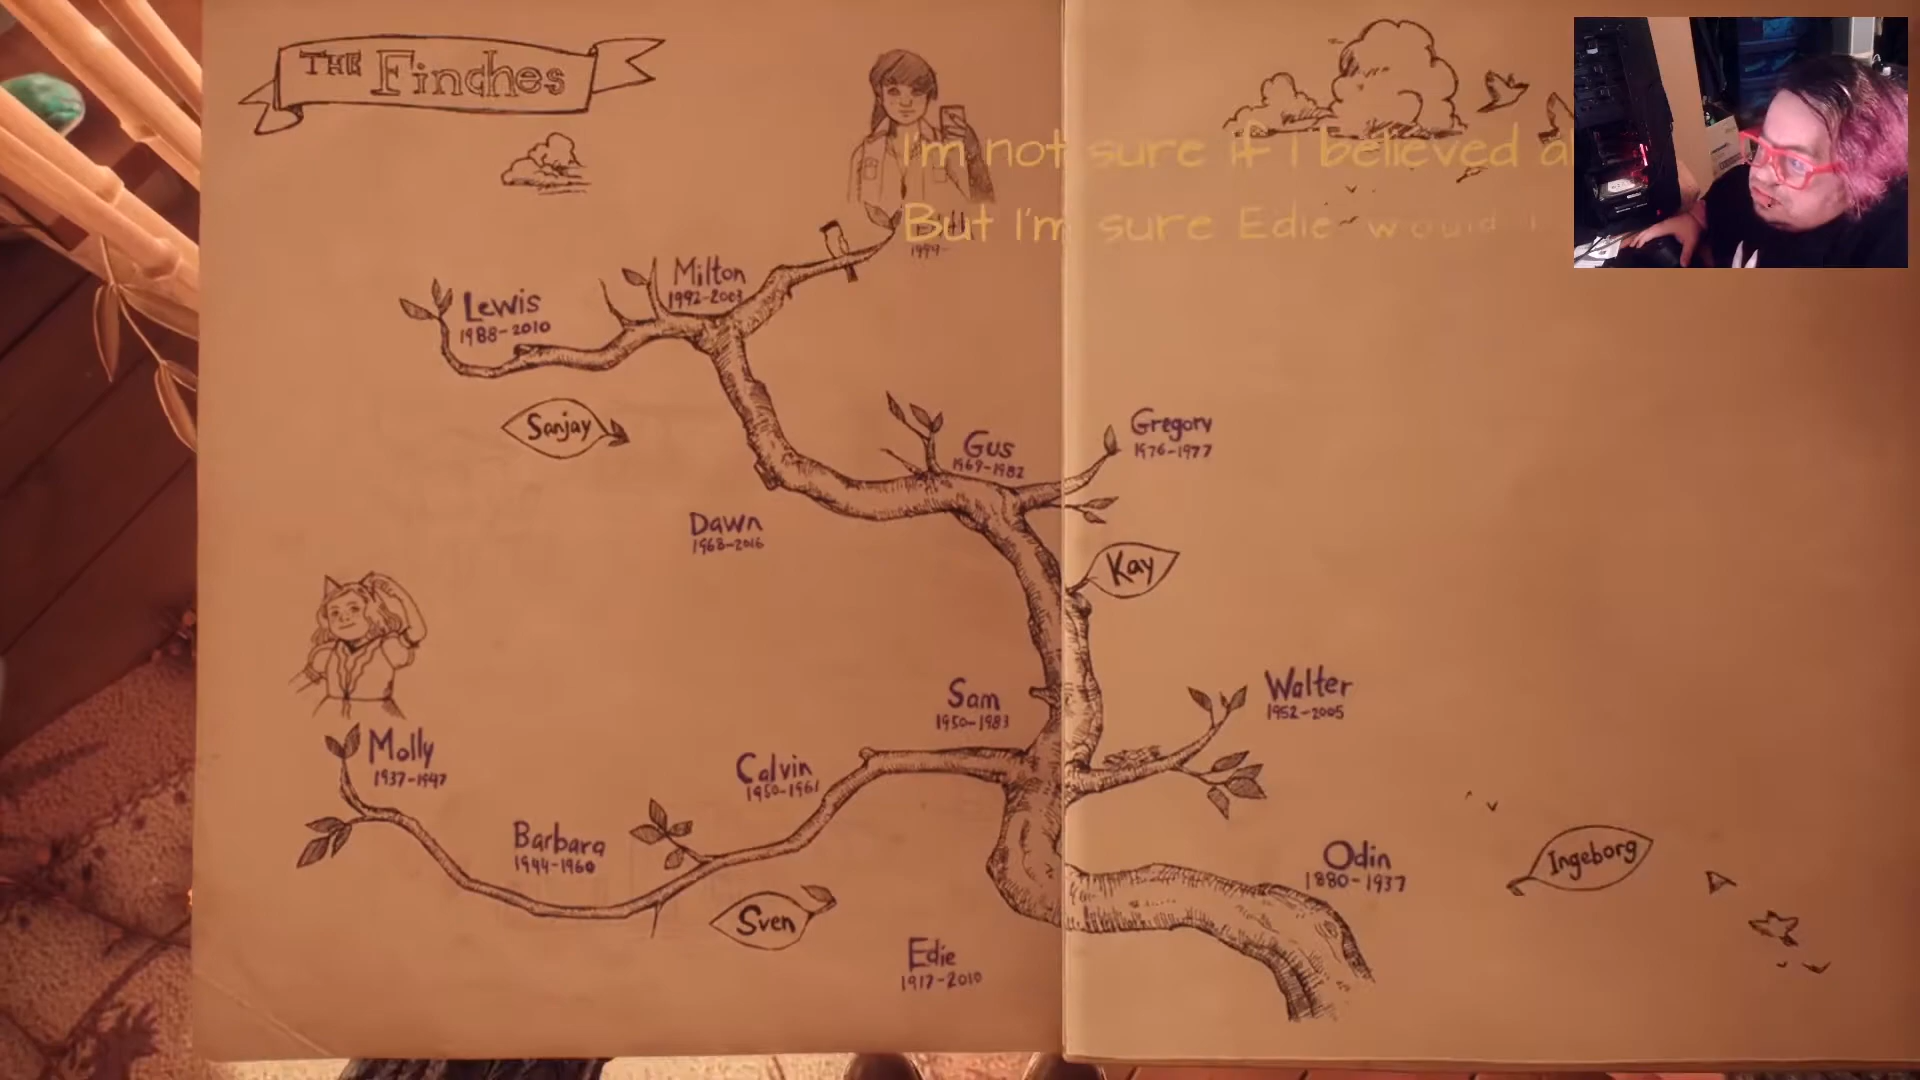 THE Finches
I'm not sure if I believed a
But I'm sure Edie would
1999-
Milton
1992-2003
Lewis
1988-2010
Sanjay
Gus
1969-1982
Gregory
1976-1977
Dawn
1968-2016
Kay
Sam
1950-1983
Walter
1952-2005
Molly
1937-1947
Calvin
1950-1961
Barbara
1944-1960
Sven
Odin
1880-1937
Ingeborg
Edie
1917-2010